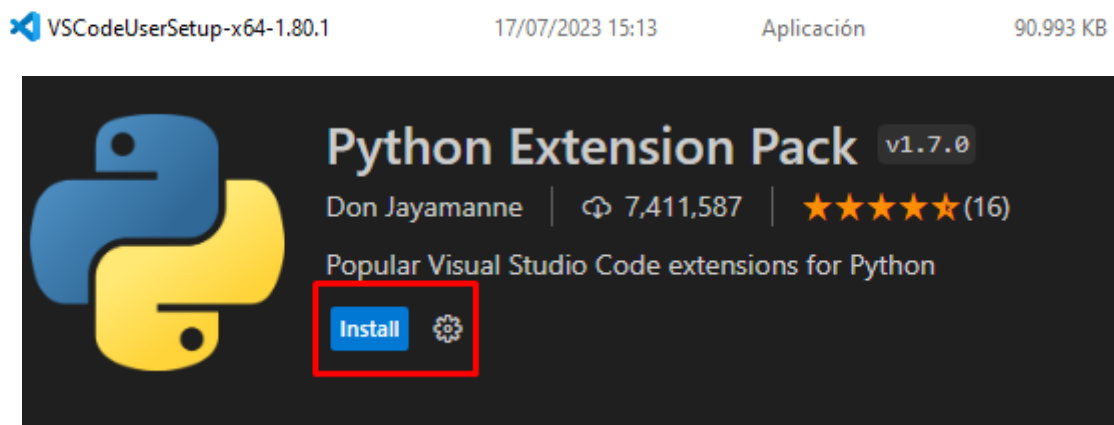 VSCodeUserSetup-x64-1.80.1 17/07/2023 15:13 Aplicación 90.993 KB
Python Extension Pack v1.7.0
Don Jayamanne 7,411,587 (16)
Popular Visual Studio Code extensions for Python
Install